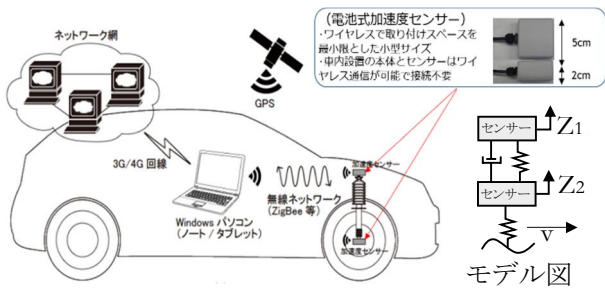 ネットワーク網
GPS
(電池式加速度センサー)
・ワイヤレスで取り付けスペースを
最小限とした小型サイズ
・車内設置の本体とセンサーはワイ
ヤレス通信が可能で接続不要
5cm
2cm
3G/4G 回線
Windows パソコン
(ノート / タブレット)
無線ネットワーク
(ZigBee 等)
加速度センサー
加速度センサー
センサー
Z1
センサー
Z2
v
モデル図